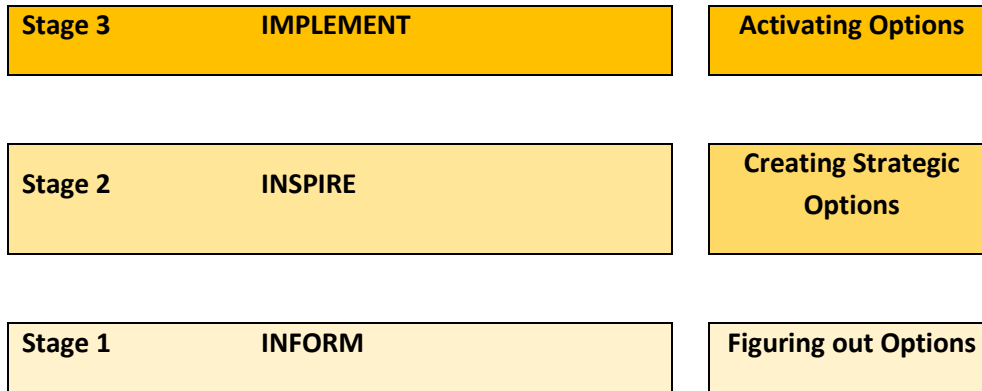 Stage 3 IMPLEMENT
Activating Options
Stage 2 INSPIRE
Creating Strategic
Options
Stage 1 INFORM
Figuring out Options